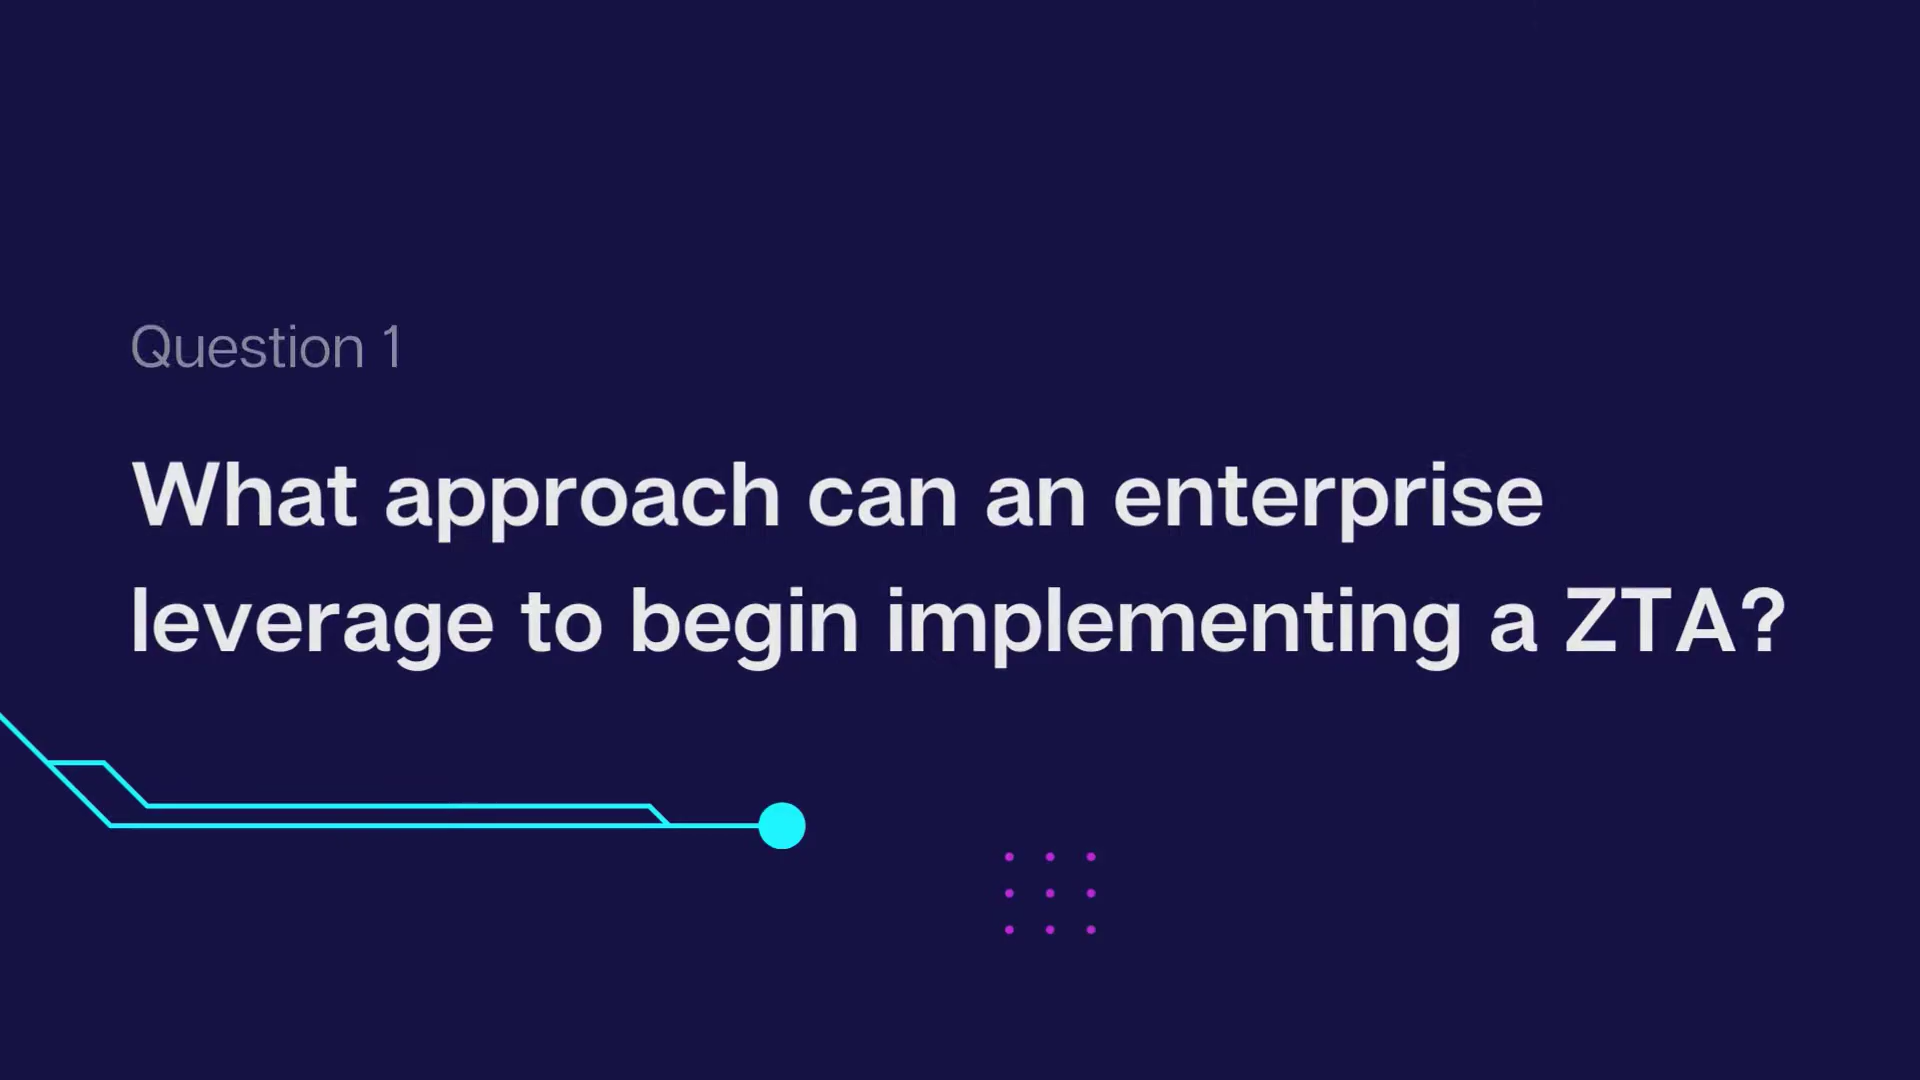 Question 1
What approach can an enterprise
leverage to begin implementing a ZTA?